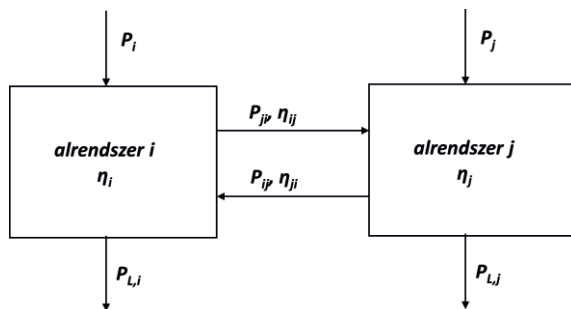 P_i
P_j
alrendszer i
η_i
P_ji, η_ij
P_ij, η_ji
alrendszer j
η_j
P_L,i
P_L,j